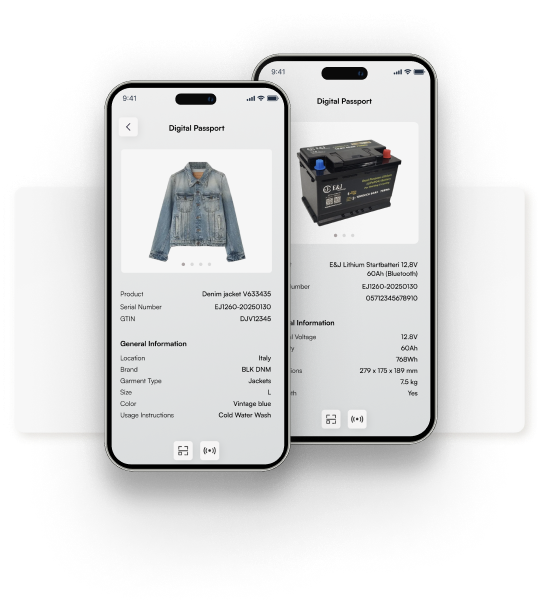 9:41
Digital Passport
Product Denim jacket V633435
Serial Number EJ1260-20250130
GTIN DJV12345
General Information
Location Italy
Brand BLK DNM
Garment Type Jackets
Size L
Color Vintage blue
Usage Instructions Cold Water Wash
9:41
Digital Passport
E&J
E&J
E&J Lithium Startbatteri 12.8V
60Ah (Bluetooth)
umber EJ1260-20250130
05712345678910
l Information
l Voltage 12.8V
y 60Ah
768Wh
ions 279 x 175 x 189 mm
7.5 kg
th Yes